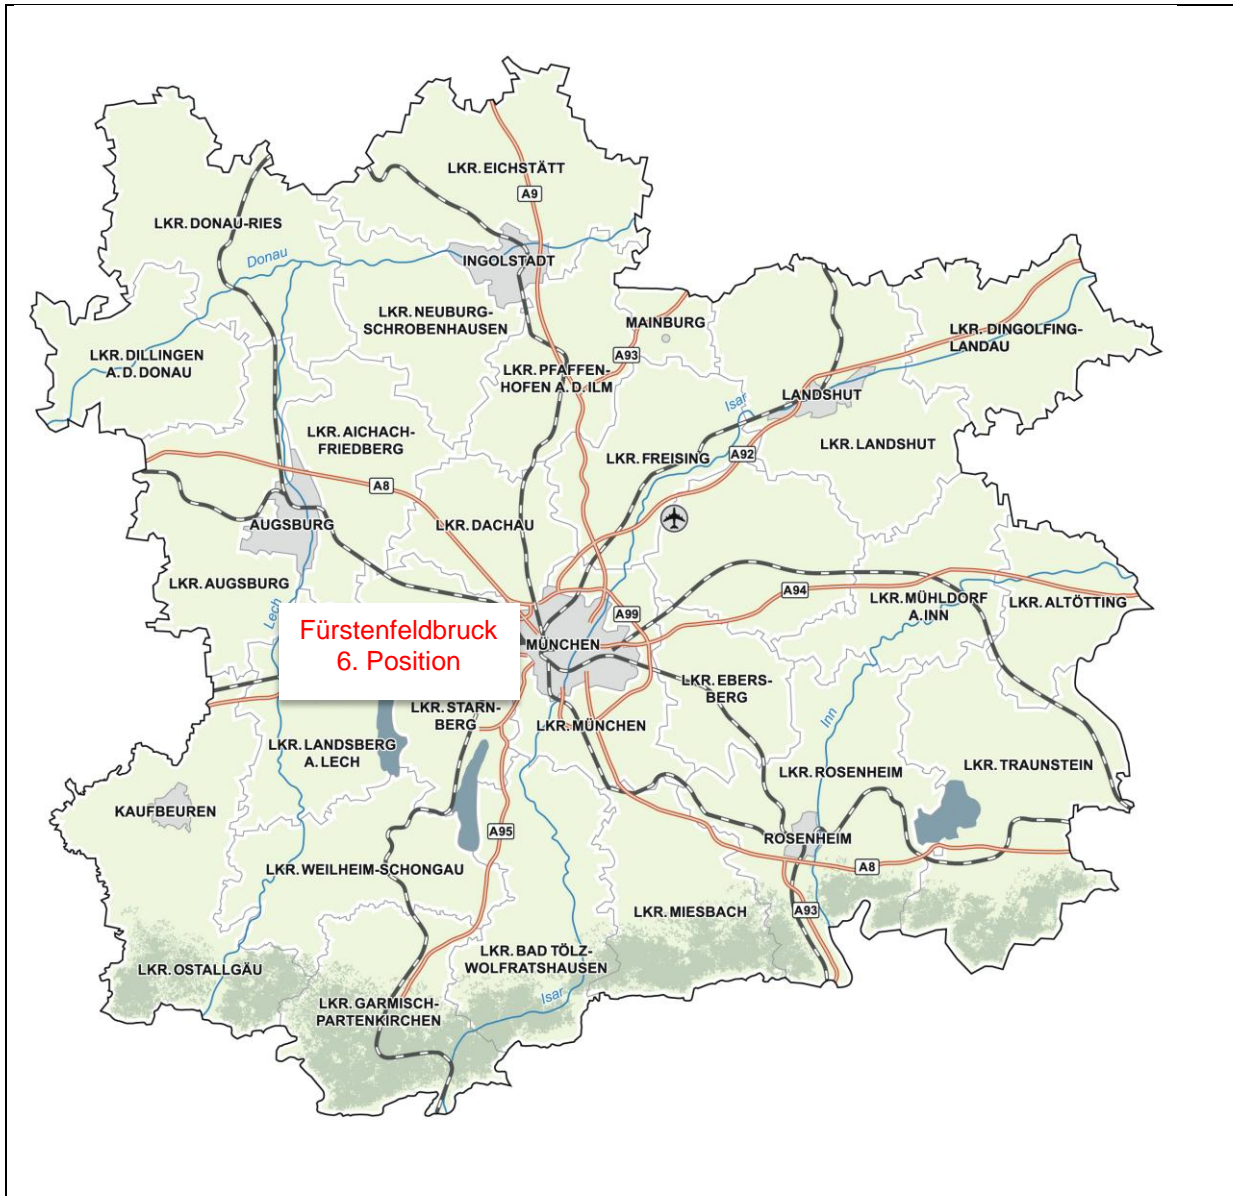 LKR. EICHSTÄTT
A9
LKR. DONAU-RIES
Donau
INGOLSTADT
LKR. NEUBURG-
SCHROBENHAUSEN
MAINBURG
LKR. DINGOLFING-
LANDAU
LKR. DILLINGEN
A. D. DONAU
A93
LKR. PFAFFEN-
HOFEN A. D. ILM
Isar
LANDSHUT
LKR. AICHACH-
FRIEDBERG
LKR. LANDSHUT
LKR. FREISING
A92
A8
AUGSBURG
LKR. DACHAU
LKR. AUGSBURG
Lech
A94
LKR. MÜHLDORF
A. INN
LKR. ALTÖTTING
A99
Fürstenfeldbruck
6. Position
MÜNCHEN
LKR. EBERS-
BERG
LKR. STARN-
BERG
LKR. MÜNCHEN
Inn
LKR. LANDSBERG
A. LECH
LKR. ROSENHEIM
LKR. TRAUNSTEIN
KAUFBEUREN
A95
ROSENHEIM
LKR. WEILHEIM-SCHONGAU
A8
LKR. MIESBACH
A93
LKR. BAD TÖLZ-
WOLFRATSHAUSEN
LKR. OSTALLGÄU
Isar
LKR. GARMISCH-
PARTENKIRCHEN